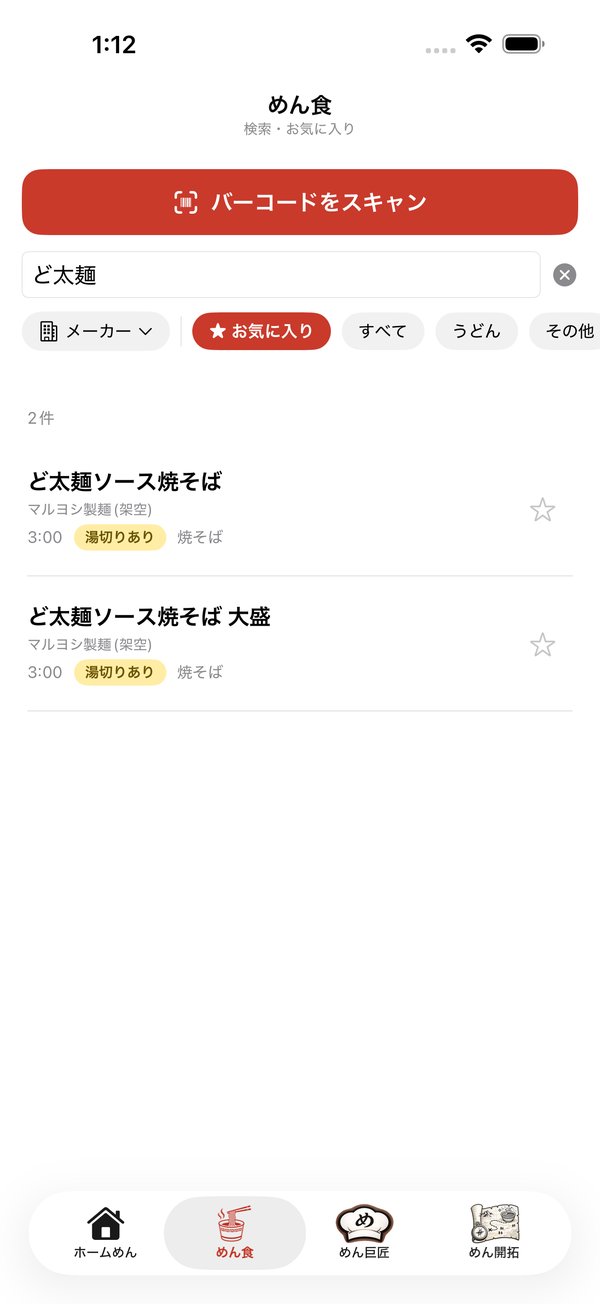 1:12
めん食
検索・お気に入り
バーコードをスキャン
ど太麺
メーカー
お気に入り
すべて
うどん
その他
2件
ど太麺ソース焼そば
マルヨシ製麺(架空)
3:00 湯切りあり 焼そば
ど太麺ソース焼そば 大盛
マルヨシ製麺(架空)
3:00 湯切りあり 焼そば
め
ホームめん
めん食
めん巨匠
めん開拓